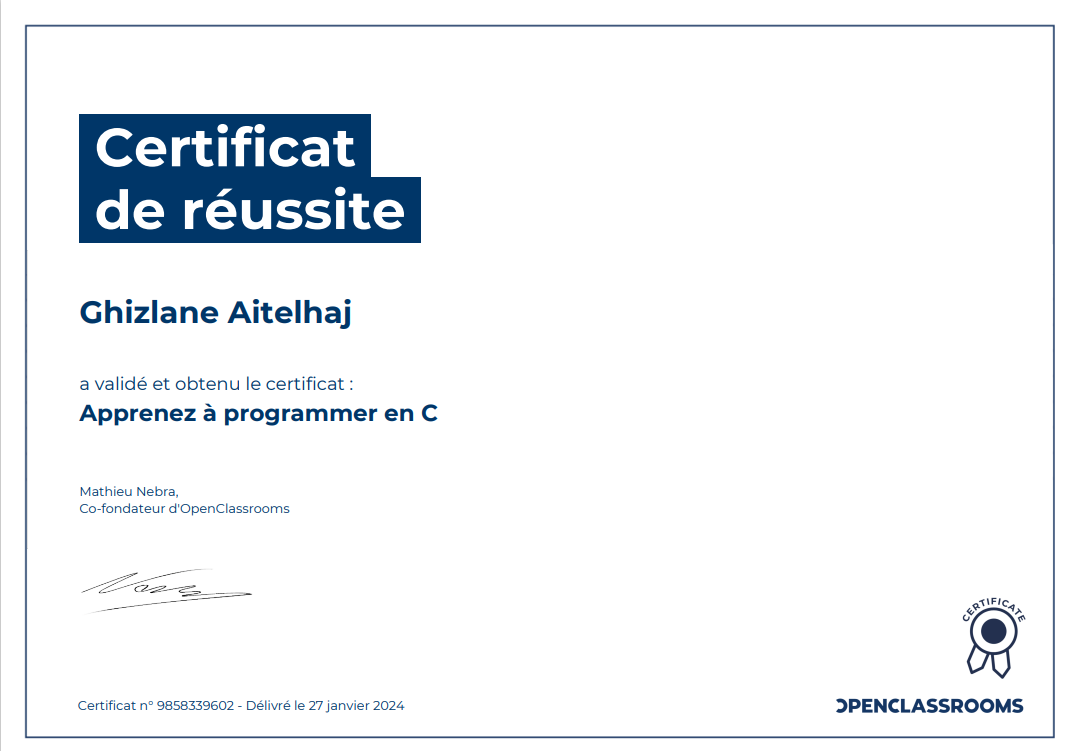 Certificat
de réussite
Ghizlane Aitelhaj
a validé et obtenu le certificat :
Apprenez à programmer en C
Mathieu Nebra,
Co-fondateur d'OpenClassrooms
CERTIFICATE
Certificat n° 9858339602 - Délivré le 27 janvier 2024
OPENCLASSROOMS